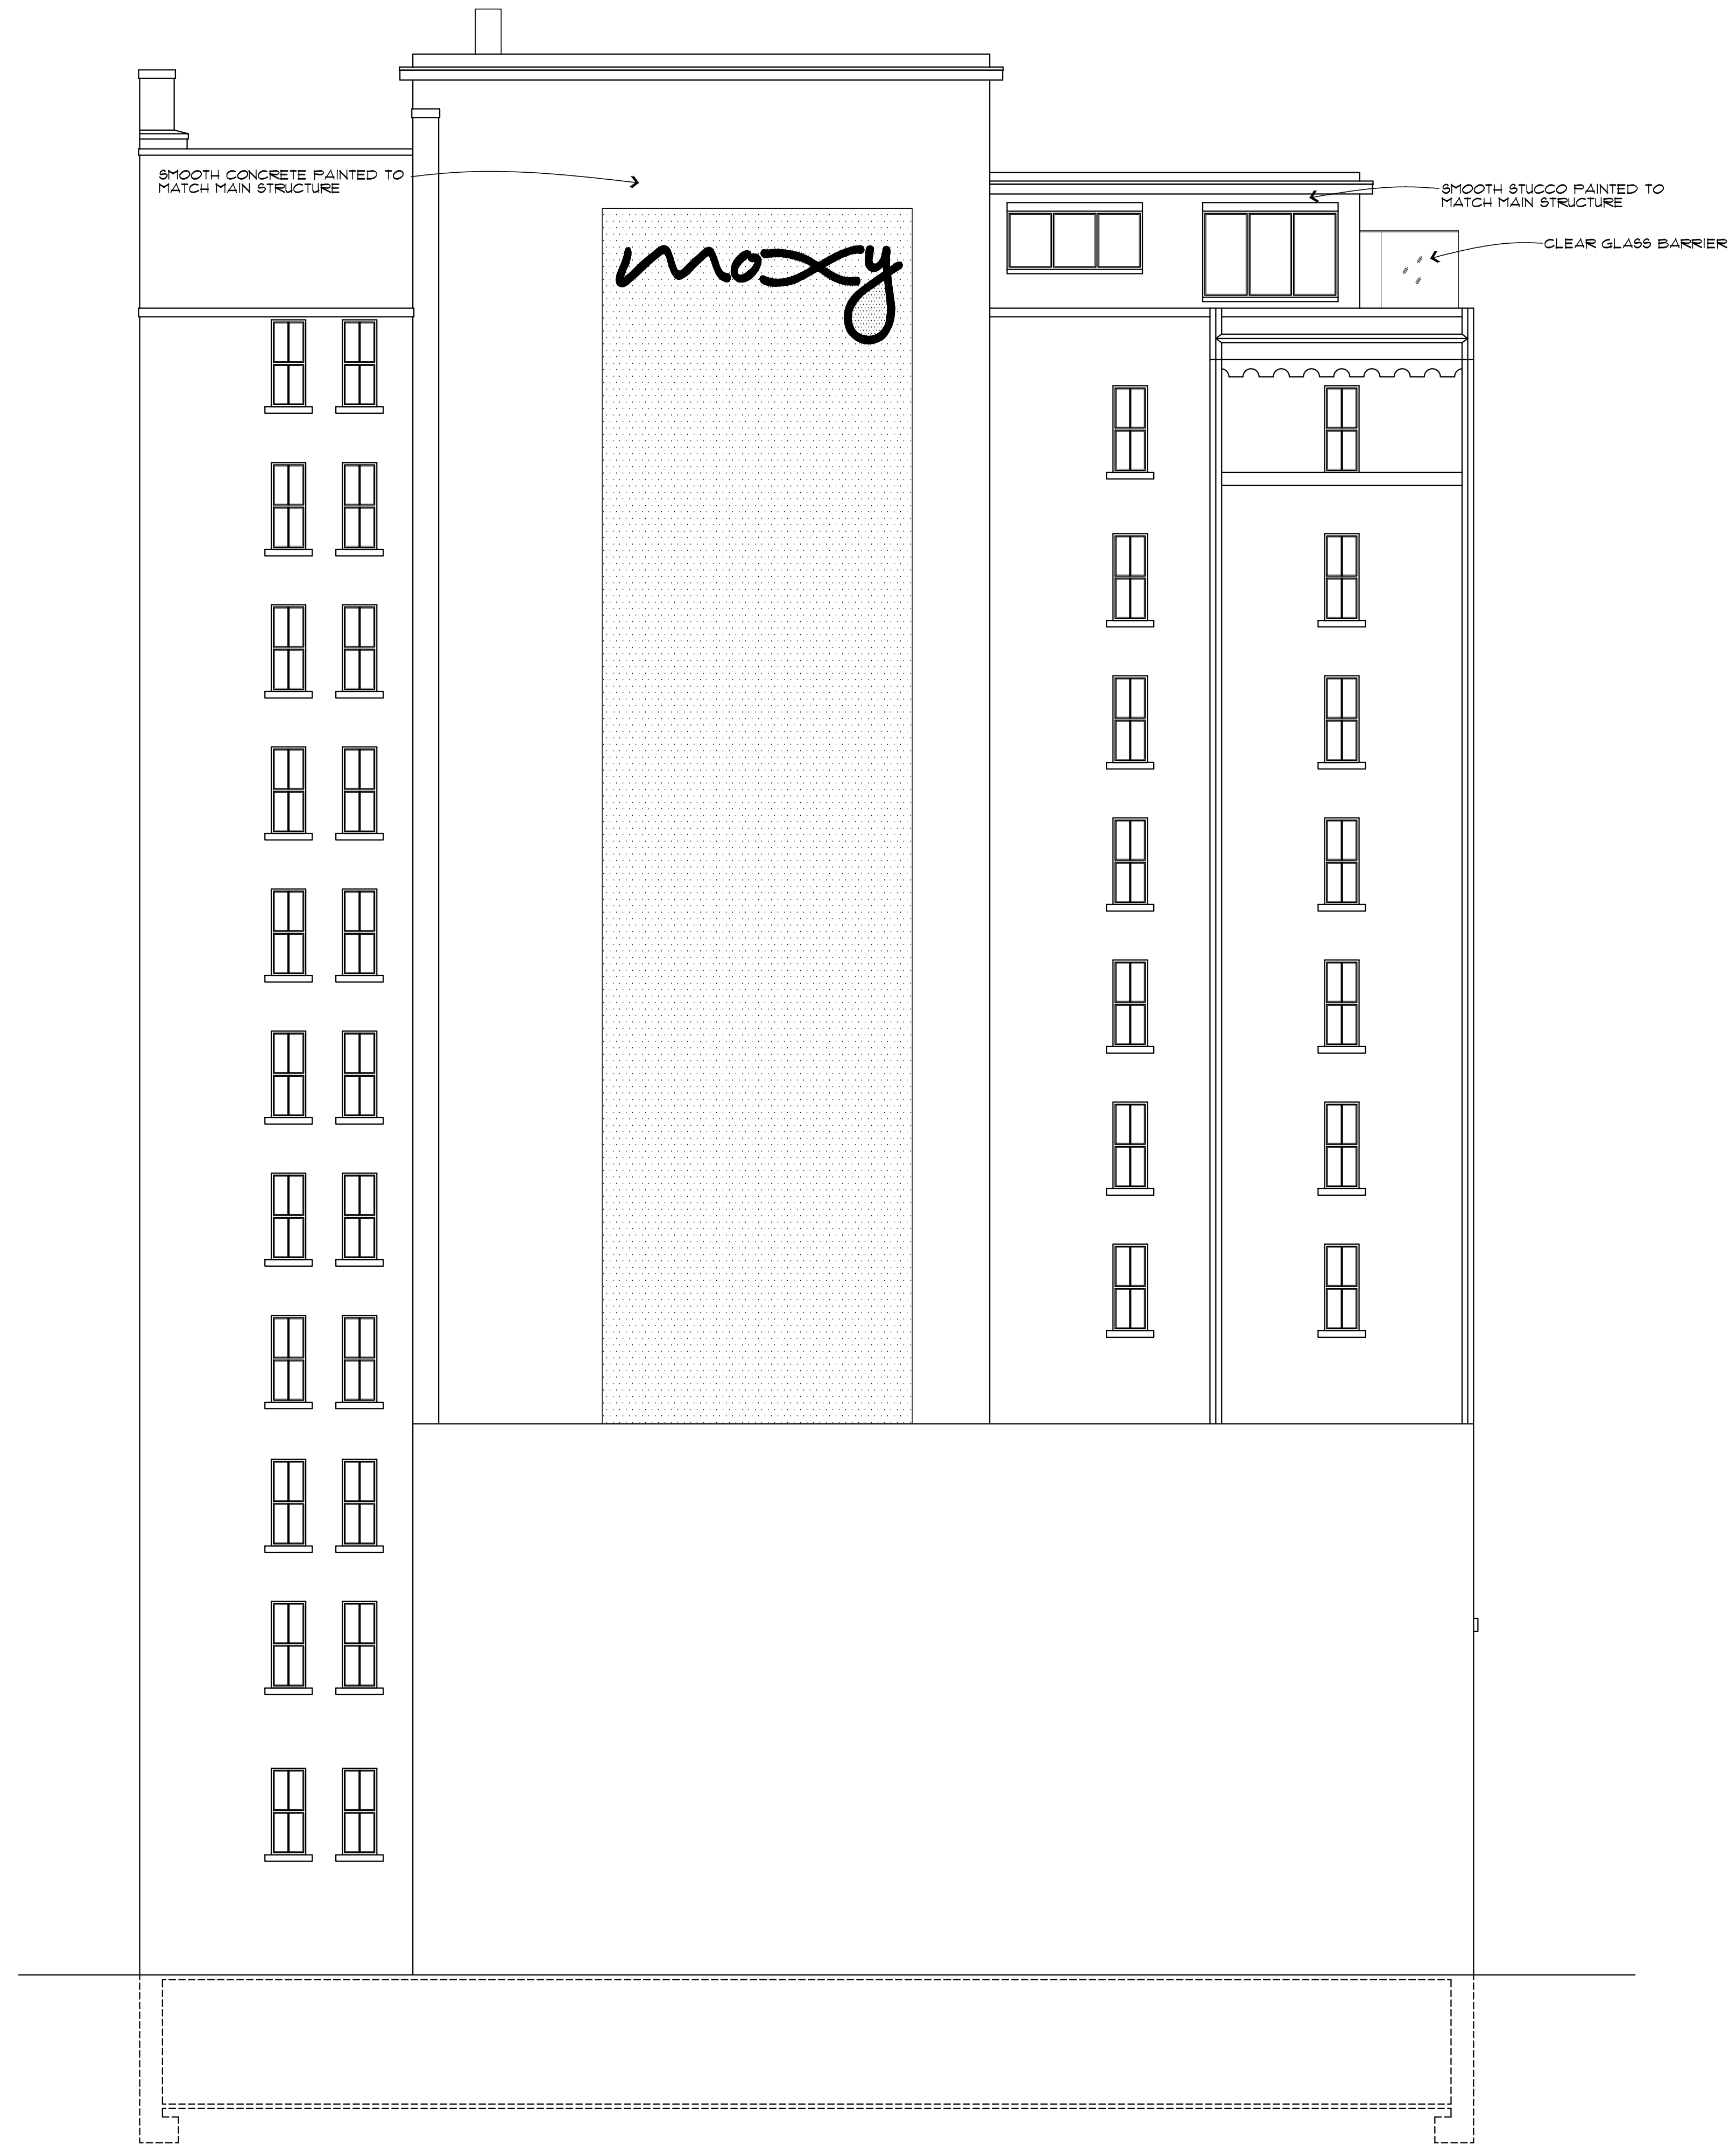 SMOOTH CONCRETE PAINTED TO
MATCH MAIN STRUCTURE
SMOOTH STUCCO PAINTED TO
MATCH MAIN STRUCTURE
CLEAR GLASS BARRIER
moxy